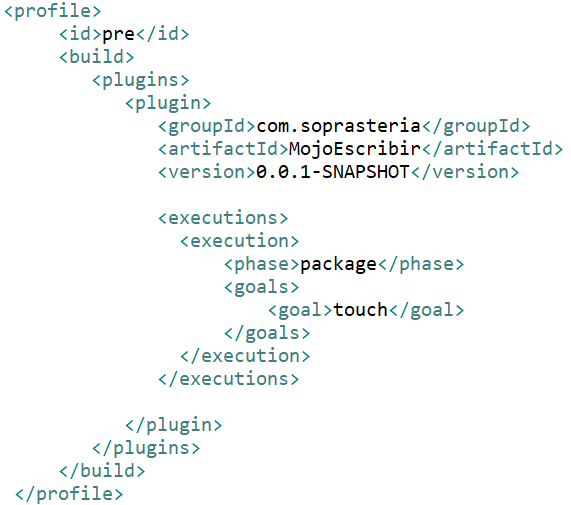 <profile>
<id>pre</id>
<build>
<plugins>
<plugin>
<groupId>com.soprasteria</groupId>
<artifactId>MojoEscribir</artifactId>
<version>0.0.1-SNAPSHOT</version>
<executions>
<execution>
<phase>package</phase>
<goals>
<goal>touch</goal>
</goals>
</execution>
</executions>
</plugin>
</plugins>
</build>
</profile>